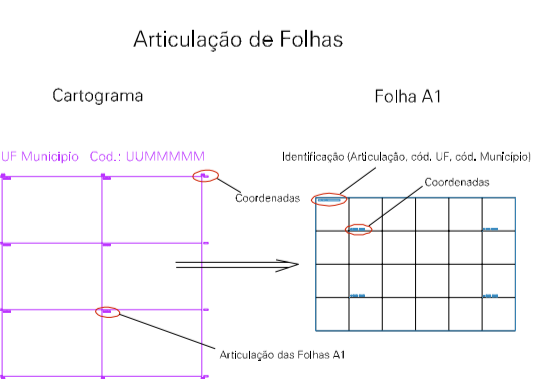 Articulação de Folhas
Cartograma
Folha A1
UF Município Cod.: UUMMMMM
Identificação (Articulação, cód. UF, cód. Município)
Coordenadas
Coordenadas
Articulação das Folhas A1